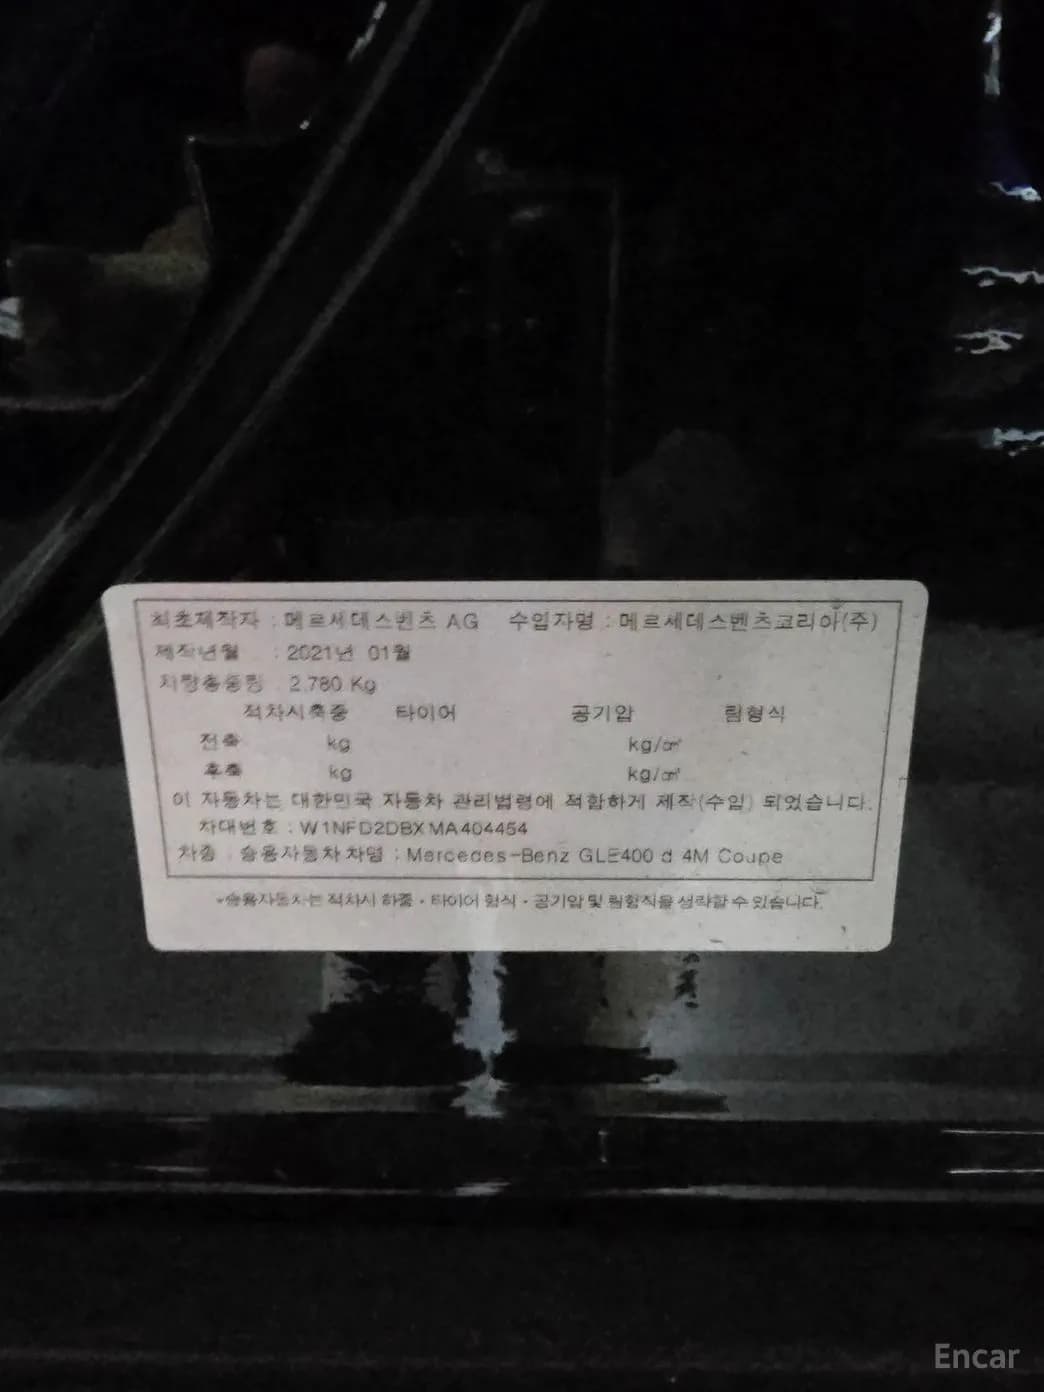 최초제작자 : 메르세데스벤츠 AG 수입자명 : 메르세데스벤츠코리아(주)
제작년월 : 2021년 01월
차량총중량 2,780 Kg
적차시축중 타이어 공기압 림형식
전축 kg kg/㎠
후축 kg kg/㎠
이 자동차는 대한민국 자동차 관리법령에 적합하게 제작(수입) 되었습니다.
차대번호 : W1NFD2DBXMA404454
차종 : 승용자동차 차명 : Mercedes-Benz GLE400 d 4M Coupe
*승용자동차는 적차시 하중 · 타이어 형식 · 공기압 및 림형식을 생략할 수 있습니다.
Encar